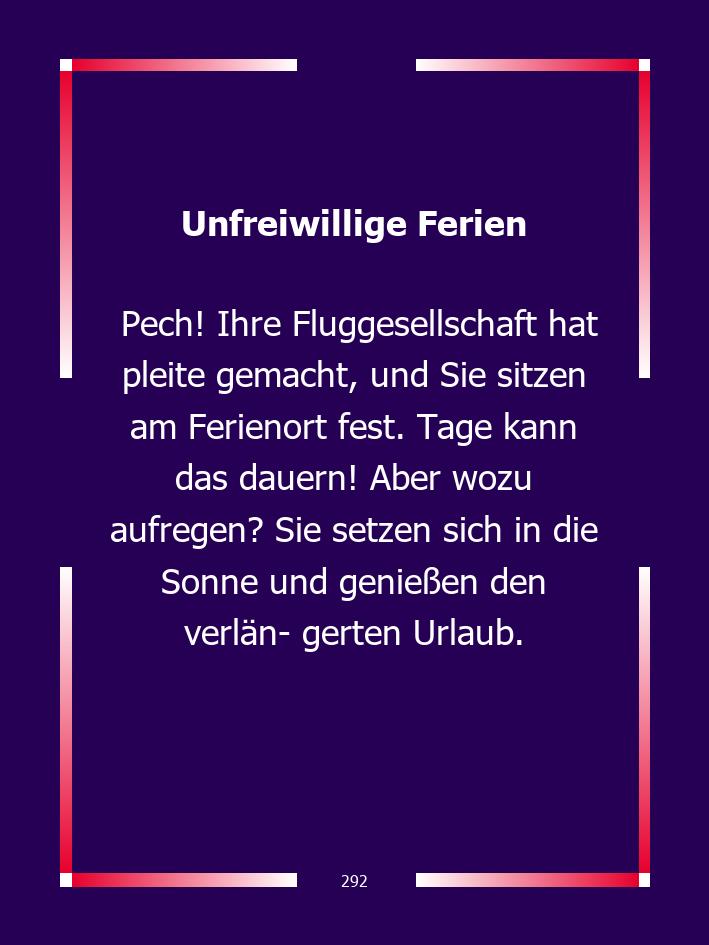 Unfreiwillige Ferien
Pech! Ihre Fluggesellschaft hat
pleite gemacht, und Sie sitzen
am Ferienort fest. Tage kann
das dauern! Aber wozu
aufregen? Sie setzen sich in die
Sonne und genießen den
verlän- gerten Urlaub.
292